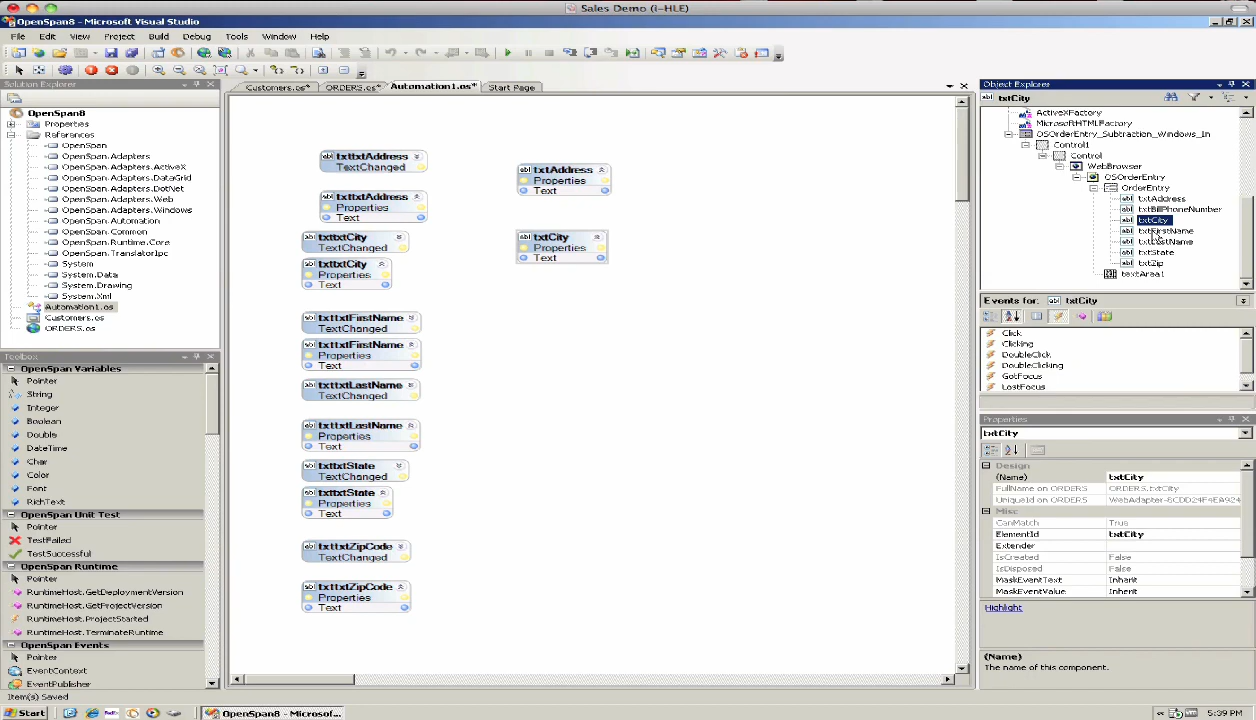 Sales Demo (i-HLE)
OpenSpan8 - Microsoft Visual Studio
File Edit View Project Build Debug Tools Window Help
Solution Explorer
OpenSpan8
Properties
References
OpenSpan
OpenSpan.Adapters
OpenSpan.Adapters.ActiveX
OpenSpan.Adapters.DataGrid
OpenSpan.Adapters.DotNet
OpenSpan.Adapters.Web
OpenSpan.Adapters.Windows
OpenSpan.Automation
OpenSpan.Common
OpenSpan.Runtime.Core
OpenSpan.Translator1pc
System
System.Data
System.Drawing
System.Xml
Automation1.os
Customers.os
ORDERS.os
Toolbox
OpenSpan Variables
Pointer
String
Integer
Boolean
Double
DateTime
Char
Color
Font
RichText
OpenSpan Unit Test
Pointer
TestFailed
TestSuccessful
OpenSpan Runtime
Pointer
RuntimeHost.GetDeploymentVersion
RuntimeHost.GetProjectVersion
RuntimeHost.ProjectStarted
RuntimeHost.TerminateRuntime
OpenSpan Events
Pointer
EventContext
EventPublisher
Item(s) Saved
Customers.os* ORDERS.os* Automation1.os* Start Page
txttxtAddress
TextChanged
txttxtAddress
Properties
Text
txttxtCity
TextChanged
txttxtCity
Properties
Text
txttxtFirstName
TextChanged
txttxtFirstName
Properties
Text
txttxtLastName
TextChanged
txttxtLastName
Properties
Text
txttxtState
TextChanged
txttxtState
Properties
Text
txttxtZipCode
TextChanged
txttxtZipCode
Properties
Text
txtAddress
Properties
Text
txtCity
Properties
Text
Object Explorer
txtCity
ActiveXFactory
MicrosoftRHTMLFactory
OSOrderEntry_Subtraction_Windows_In
Control1
Control
WebBrowser
OSOrderEntry
OrderEntry
txtAddress
txtBillPhoneNumber
txtCity
txtFirstName
txtLastName
txtState
txtZip
textArea1
Events for: txtCity
Click
Clicking
DoubleClick
DoubleClicking
GotFocus
LostFocus
Properties
txtCity
Design
(Name) txtCity
FullName on ORDERS ORDERS.txtCity
UniqueId on ORDERS WebAdapter-8CDD24F4EA924
Misc
CanMatch True
ElementId txtCity
Extender
IsCreated False
IsDisposed False
MaskEventText Inherit
MaskEventValue Inherit
Highlight
(Name)
The name of this component.
Start OpenSpan8 - Microsof... 5:39 PM